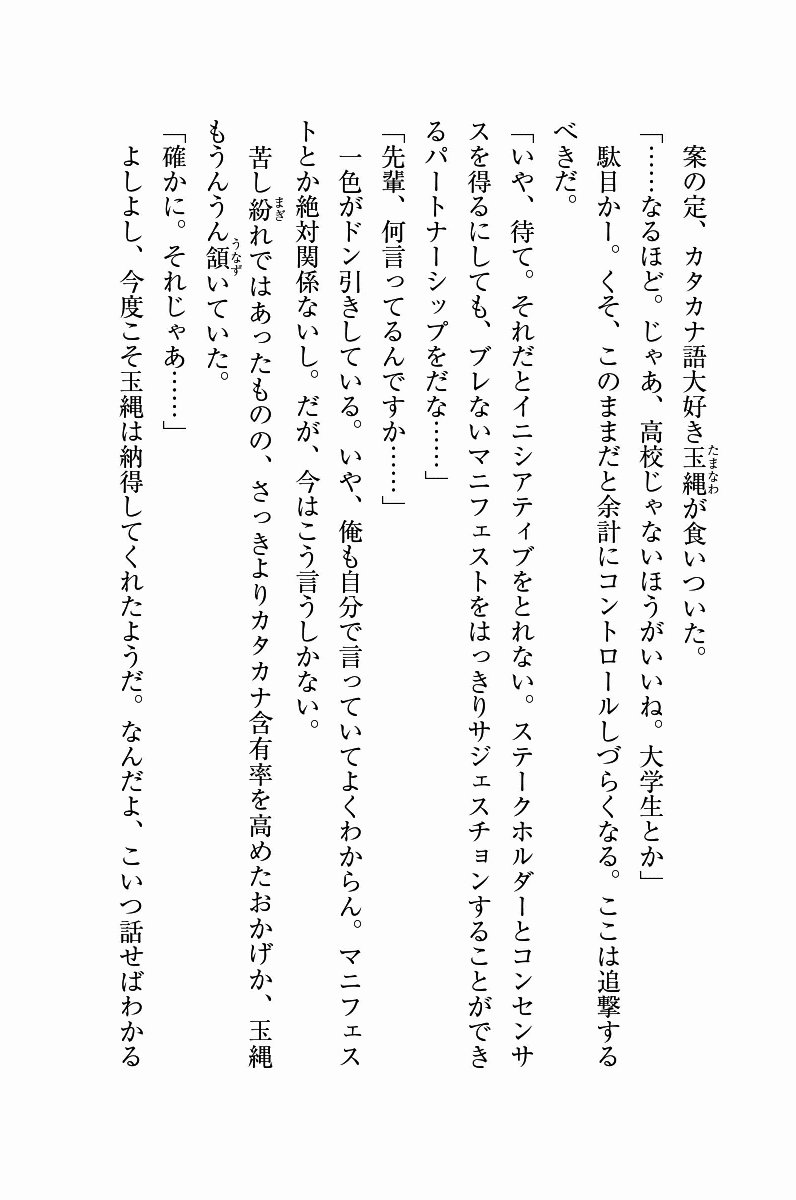 案の定、カタカナ語大好き玉縄が食いついた。
「……なるほど。じゃあ、高校じゃないほうがいいね。大学生とか」
駄目かー。くそ、このままだと余計にコントロールしづらくなる。ここは追撃する
べきだ。
「いや、待て。それだとイニシアティブをとれない。ステークホルダーとコンセンサ
スを得るにしても、ブレないマニフェストをはっきりサジェスチョンすることができ
るパートナーシップをだな……」
「先輩、何言ってるんですか……」
一色がドン引きしている。いや、俺も自分で言っていてよくわからん。マニフェス
トとか絶対関係ないし。だが、今はこう言うしかない。
苦し紛れではあったものの、さっきよりカタカナ含有率を高めたおかげか、玉縄
もうんうん頷いていた。
「確かに。それじゃあ……」
よしよし、今度こそ玉縄は納得してくれたようだ。なんだよ、こいつ話せばわかる